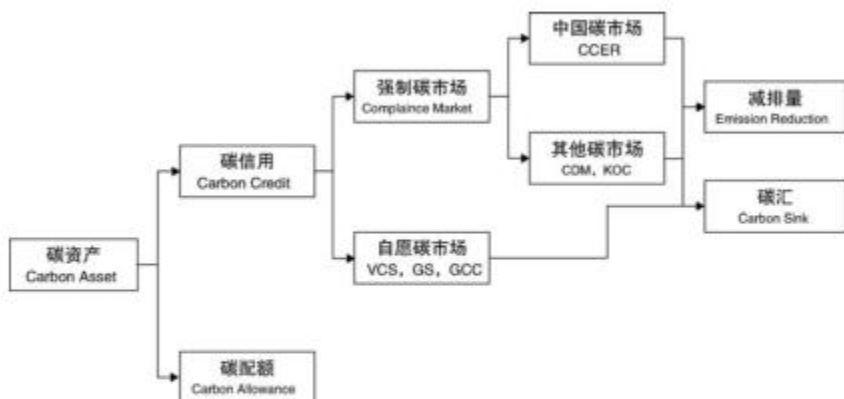 中国碳市场
CCER
强制碳市场
Complaince Market
减排量
Emission Reduction
碳信用
Carbon Credit
其他碳市场
CDM, KOC
碳汇
Carbon Sink
碳资产
Carbon Asset
自愿碳市场
VCS, GS, GCC
碳配额
Carbon Allowance